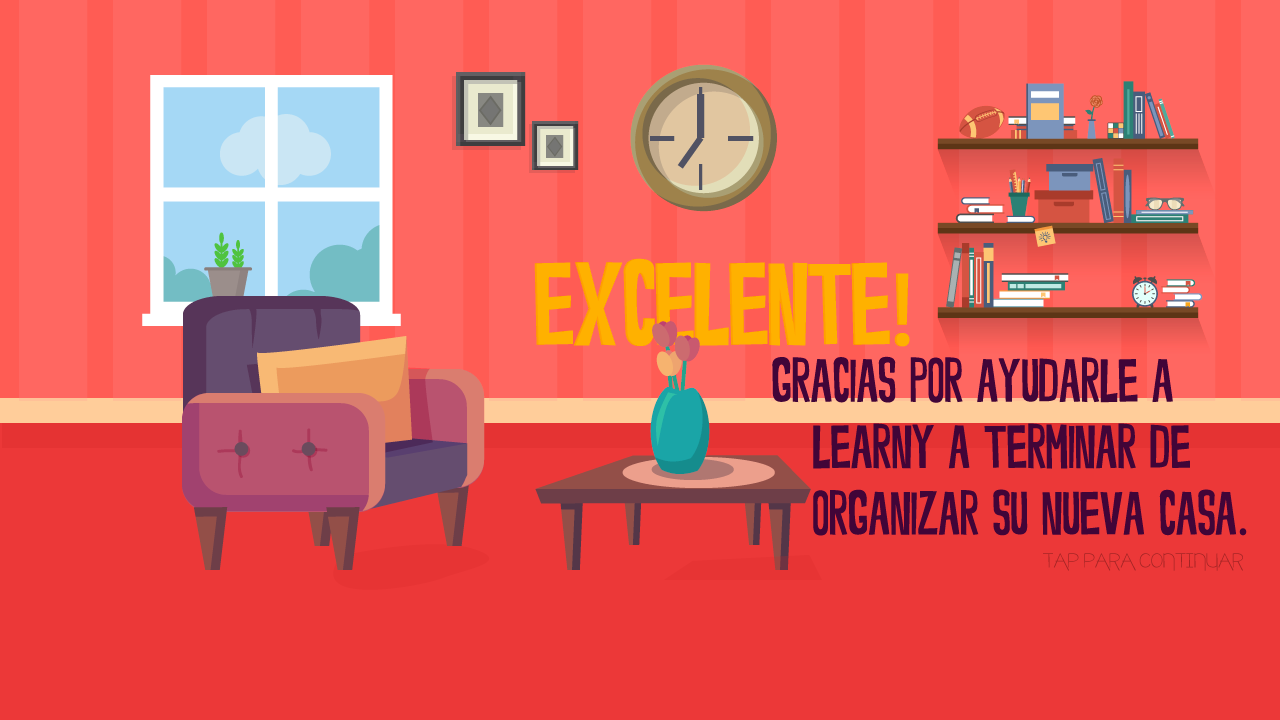 EXCELENTE!
GRACIAS POR AYUDARLE A
LEARNY A TERMINAR DE
ORGANIZAR SU NUEVA CASA.
TAP PARA CONTINUAR